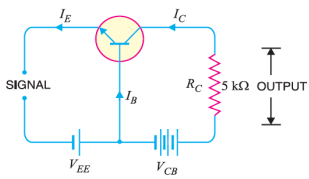 I_E
I_C
SIGNAL
R_C
5 kΩ
OUTPUT
I_B
V_EE
V_CB